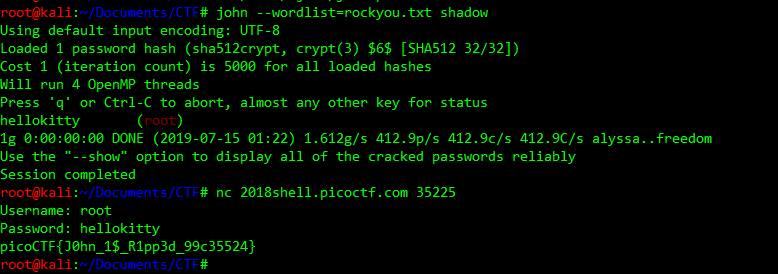 root@kali:~/Documents/CTF# john --wordlist=rockyou.txt shadow
Using default input encoding: UTF-8
Loaded 1 password hash (sha512crypt, crypt(3) $6$ [SHA512 32/32])
Cost 1 (iteration count) is 5000 for all loaded hashes
Will run 4 OpenMP threads
Press 'q' or Ctrl-C to abort, almost any other key for status
hellokitty       (root)
1g 0:00:00:00 DONE (2019-07-15 01:22) 1.612g/s 412.9p/s 412.9c/s 412.9C/s alyssa..freedom
Use the "--show" option to display all of the cracked passwords reliably
Session completed
root@kali:~/Documents/CTF# nc 2018shell.picoctf.com 35225
Username: root
Password: hellokitty
picoCTF{J0hn_1$_R1pp3d_99c35524}
root@kali:~/Documents/CTF#